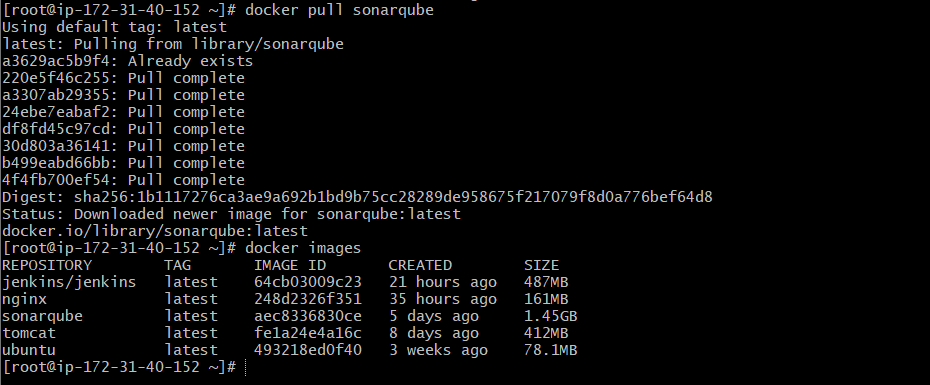 [root@ip-172-31-40-152 ~]# docker pull sonarqube
Using default tag: latest
latest: Pulling from library/sonarqube
a3629ac5b9f4: Already exists
220e5f46c255: Pull complete
a3307ab29355: Pull complete
24ebe7eabaf2: Pull complete
df8fd45c97cd: Pull complete
30d803a36141: Pull complete
b499eabd66bb: Pull complete
4f4fb700ef54: Pull complete
Digest: sha256:1b1117276ca3ae9a692b1bd9b75cc28289de958675f217079f8d0a776bef64d8
Status: Downloaded newer image for sonarqube:latest
docker.io/library/sonarqube:latest
[root@ip-172-31-40-152 ~]# docker images
REPOSITORY        TAG       IMAGE ID       CREATED        SIZE
jenkins/jenkins   latest    64cb03009c23   21 hours ago   487MB
nginx             latest    248d2326f351   35 hours ago   161MB
sonarqube         latest    aec8336830ce   5 days ago     1.45GB
tomcat            latest    fe1a24e4a16c   8 days ago     412MB
ubuntu            latest    493218ed0f40   3 weeks ago    78.1MB
[root@ip-172-31-40-152 ~]#